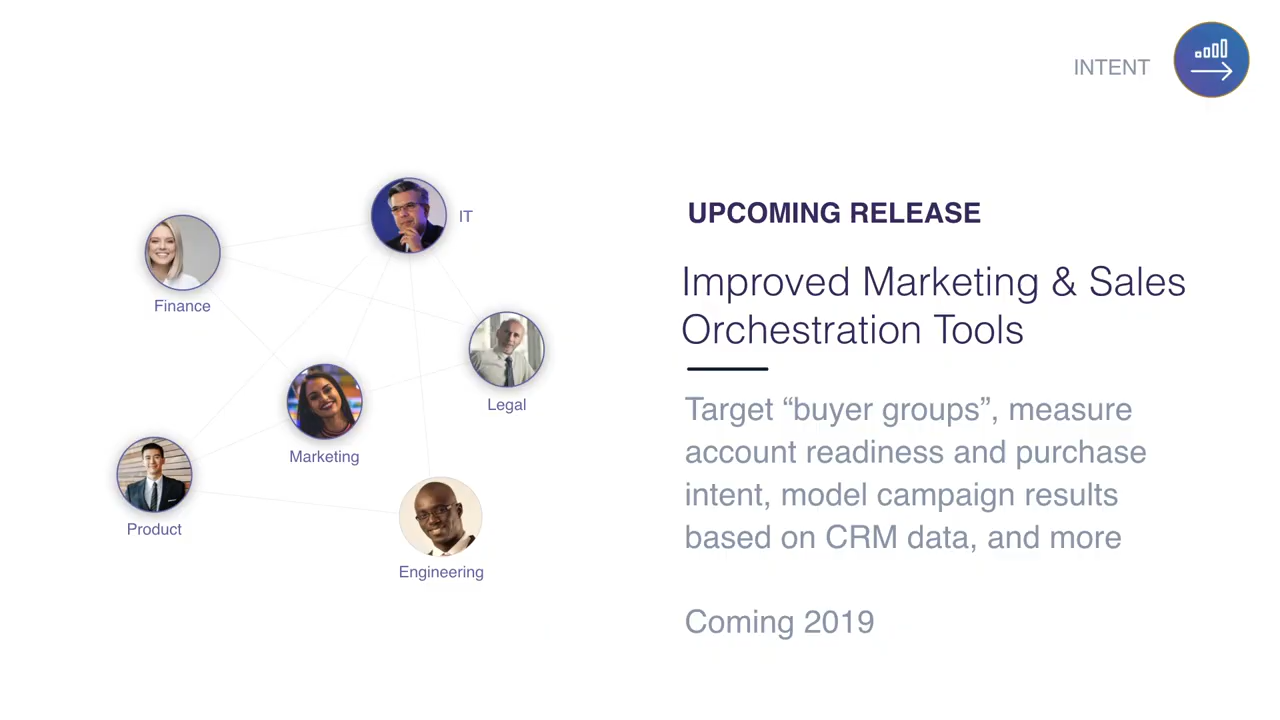 INTENT
IT
Finance
Legal
Marketing
Product
Engineering
UPCOMING RELEASE
Improved Marketing & Sales
Orchestration Tools
Target “buyer groups”, measure
account readiness and purchase
intent, model campaign results
based on CRM data, and more
Coming 2019